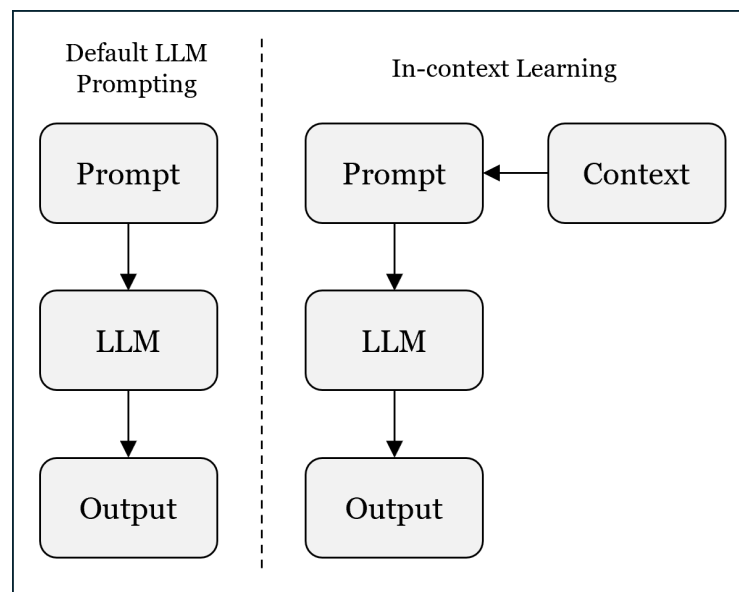 Default LLM
Prompting
Prompt
LLM
Output
In-context Learning
Prompt
Context
LLM
Output